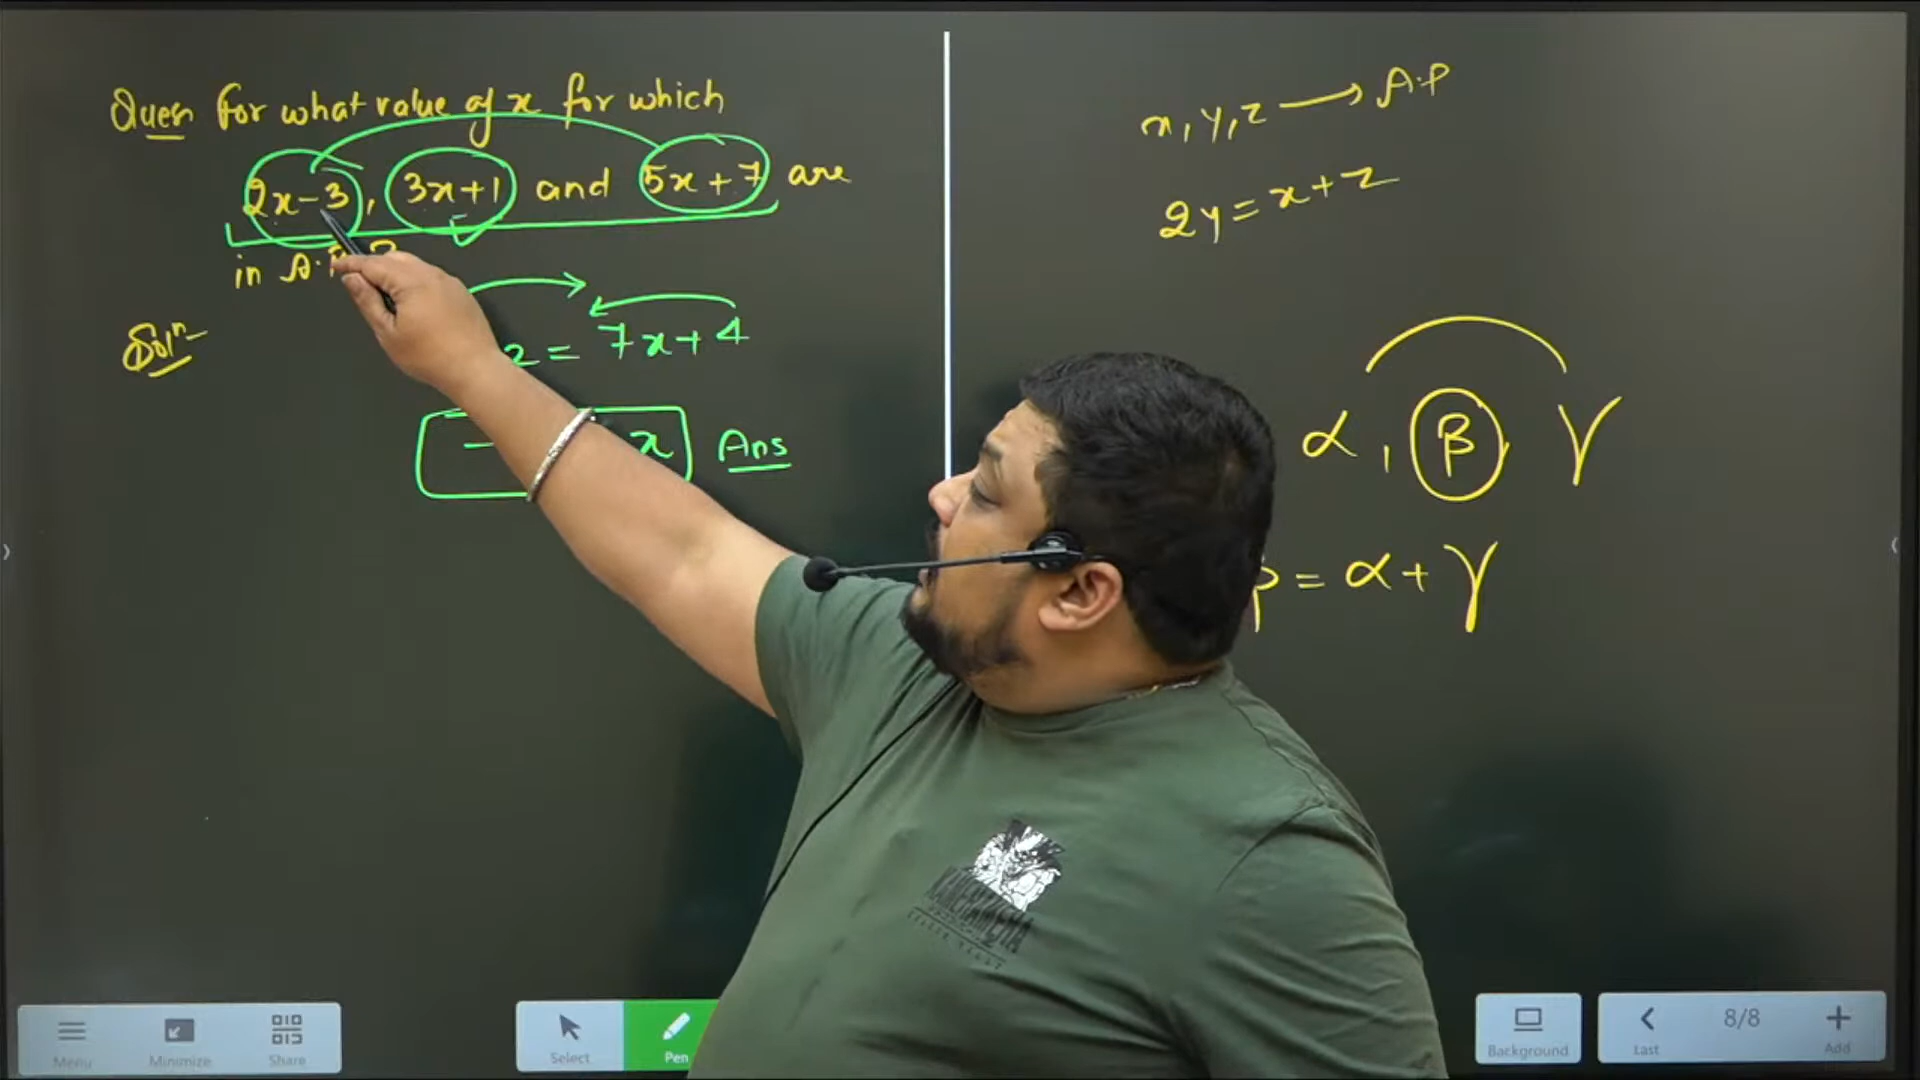 Ques For what value of x for which
2x-3, 3x+1 and 5x+7 are
in A.P ?
Solⁿ
2 = 7x+4
- x Ans
x, y, z → A.P
2y = x+z
α, β, γ
β = α + γ
Menu
Minimize
Share
Select
Pen
Background
Last
8/8
Add